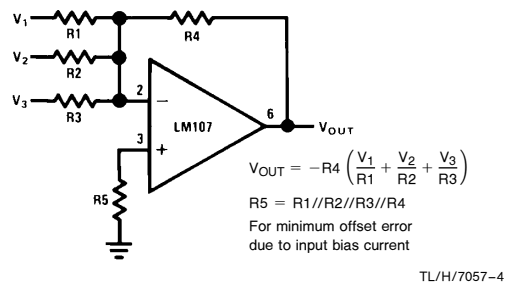 V1
R1
R4
V2
R2
V3
R3
2
6
LM107
VOUT
3
R5
VOUT = −R4 (V1/R1 + V2/R2 + V3/R3)
R5 = R1//R2//R3//R4
For minimum offset error
due to input bias current
TL/H/7057–4